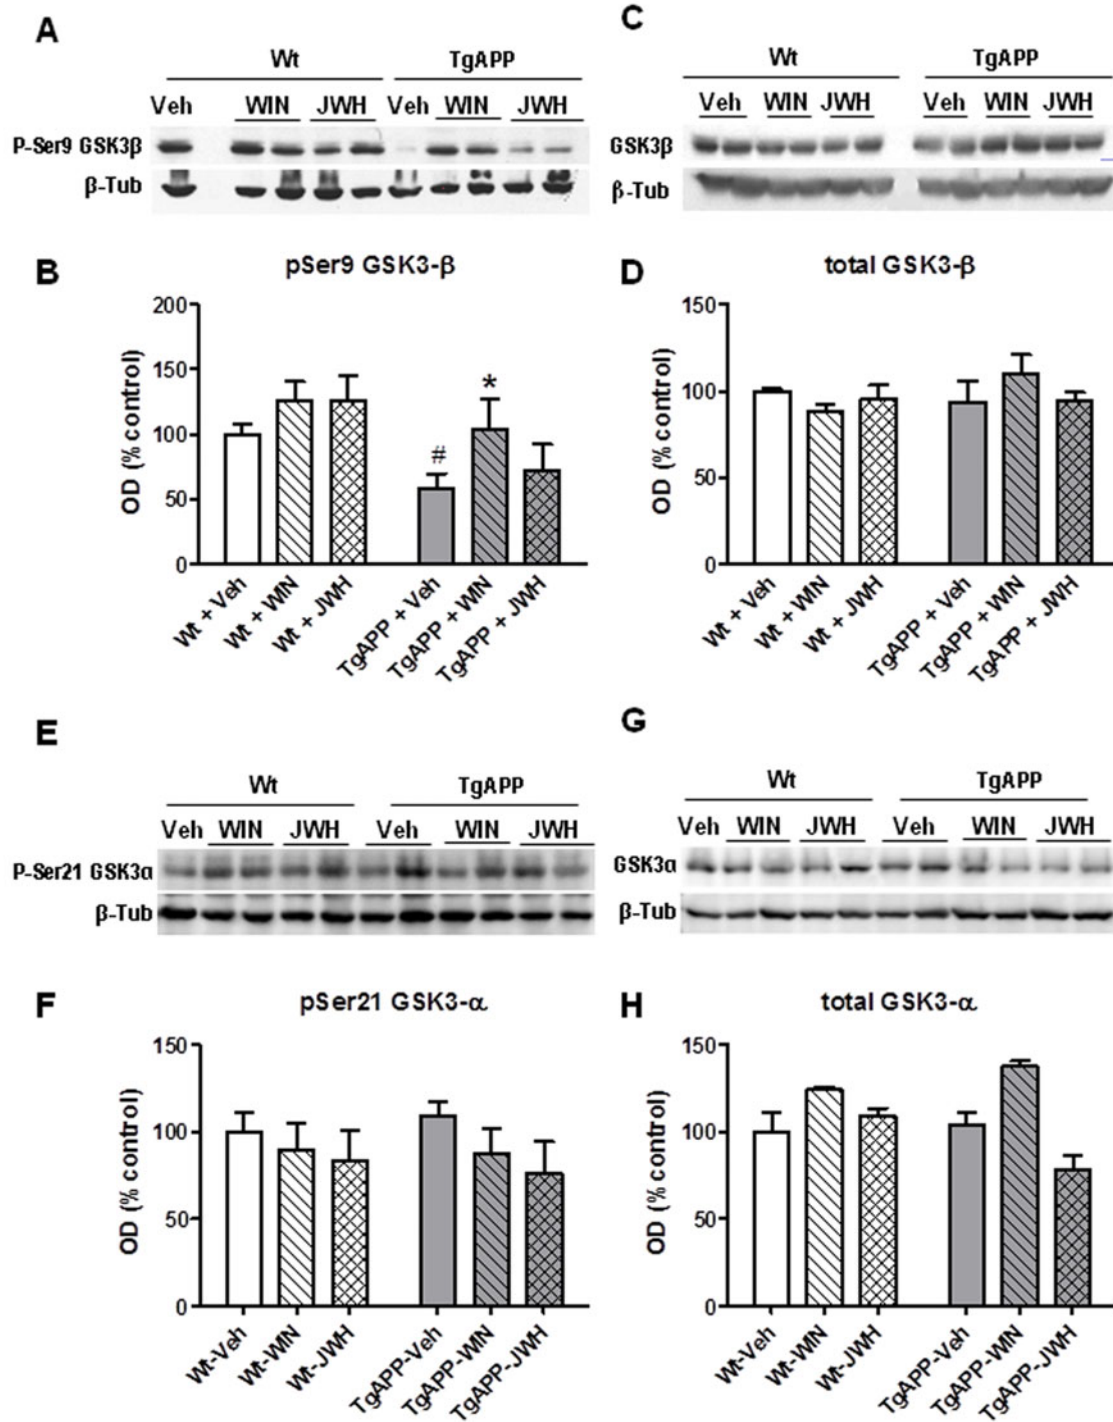 A
Wt TgAPP
Veh WIN JWH Veh WIN JWH
P-Ser9 GSK3β
β-Tub
C
Wt TgAPP
Veh WIN JWH Veh WIN JWH
GSK3β
β-Tub
B
pSer9 GSK3-β
OD (% control)
200
150
100
50
0
# *
Wt + Veh
Wt + WIN
Wt + JWH
TgAPP + Veh
TgAPP + WIN
TgAPP + JWH
D
total GSK3-β
OD (% control)
150
100
50
0
Wt + Veh
Wt + WIN
Wt + JWH
TgAPP + Veh
TgAPP + WIN
TgAPP + JWH
E
Wt TgAPP
Veh WIN JWH Veh WIN JWH
P-Ser21 GSK3α
β-Tub
G
Wt TgAPP
Veh WIN JWH Veh WIN JWH
GSK3α
β-Tub
F
pSer21 GSK3-α
OD (% control)
150
100
50
0
Wt-Veh
Wt-WIN
Wt-JWH
TgAPP-Veh
TgAPP-WIN
TgAPP-JWH
H
total GSK3-α
OD (% control)
150
100
50
0
Wt-Veh
Wt-WIN
Wt-JWH
TgAPP-Veh
TgAPP-WIN
TgAPP-JWH